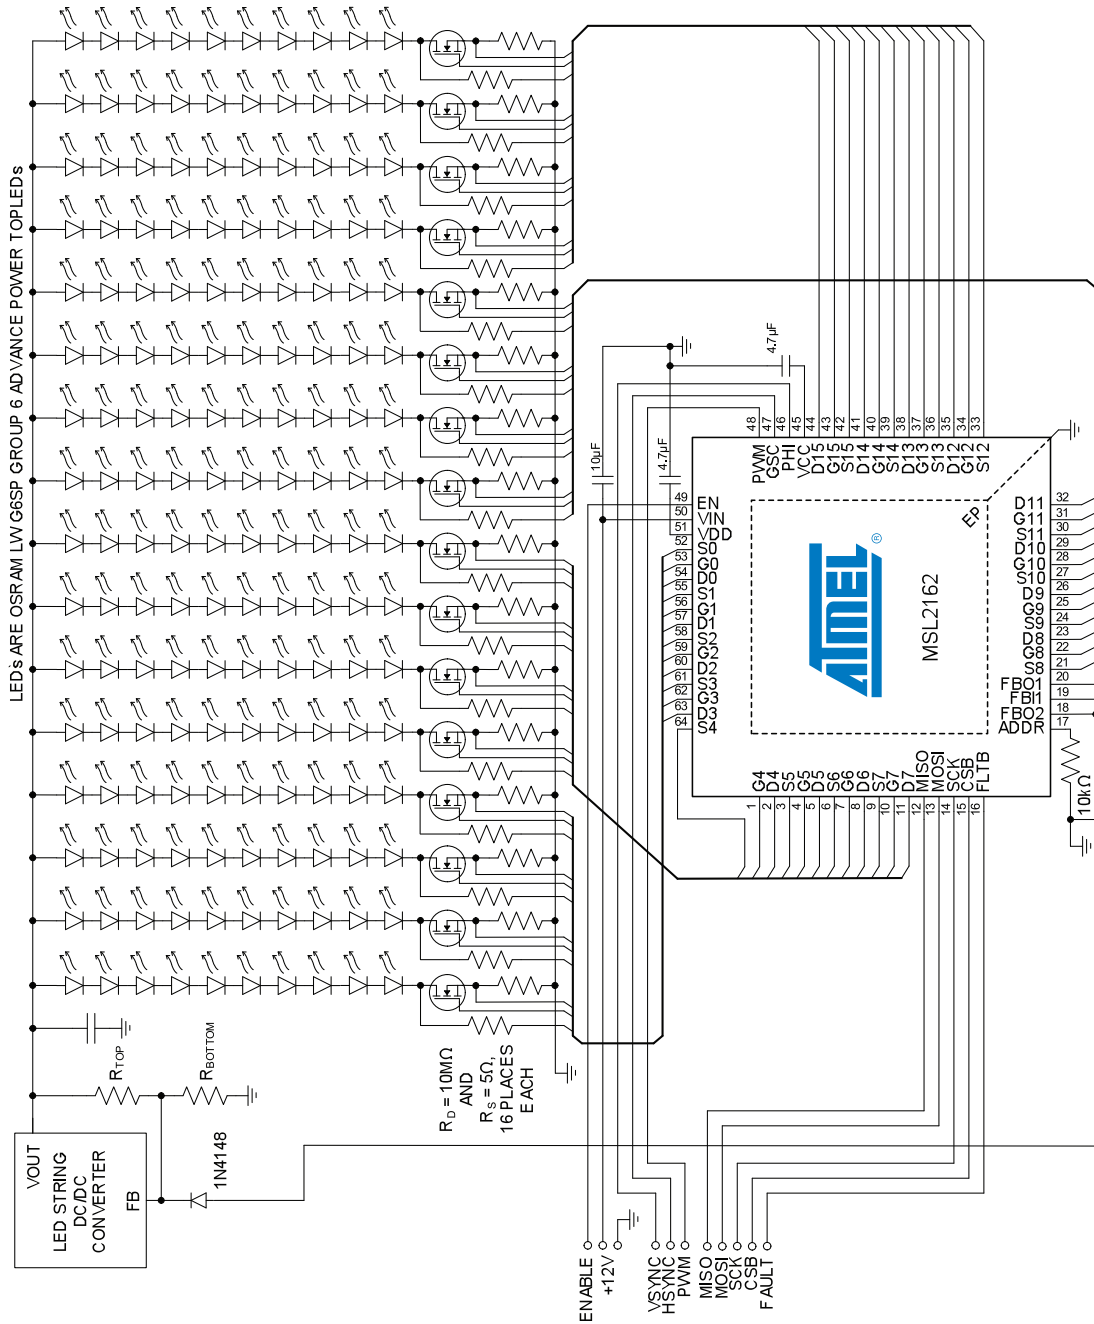 LED's ARE OSRAM LW G6SP GROUP 6 ADVANCE POWER TOPLEDs
VOUT
LED STRING
DC/DC
CONVERTER
FB
1N4148
RTOP
RBOTTOM
RD = 10MΩ
AND
RS = 5Ω,
16 PLACES
EACH
ENABLE
+12V
VSYNC
HSYNC
PWM
MISO
MOSI
SCK
CSB
FAULT
10µF
4.7µF
4.7µF
10kΩ
ATMEL®
MSL2162
EP
48 PWM
47 GSC
46 PHI
45 VCC
44 D15
43 G15
42 S15
41 D14
40 G14
39 S14
38 D13
37 G13
36 S13
35 D12
34 G12
33 S12
49 EN
50 VIN
51 VDD
52 S0
53 G0
54 D0
55 S1
56 G1
57 D1
58 S2
59 G2
60 D2
61 S3
62 G3
63 D3
64 S4
1 G4
2 D4
3 S5
4 G5
5 D5
6 S6
7 G6
8 D6
9 S7
10 G7
11 D7
12 MISO
13 MOSI
14 SCK
15 CSB
16 FLTB
D11 32
G11 31
S11 30
D10 29
G10 28
S10 27
D9 26
G9 25
S9 24
D8 23
G8 22
S8 21
FBO1 20
FBI1 19
FBO2 18
ADDR 17